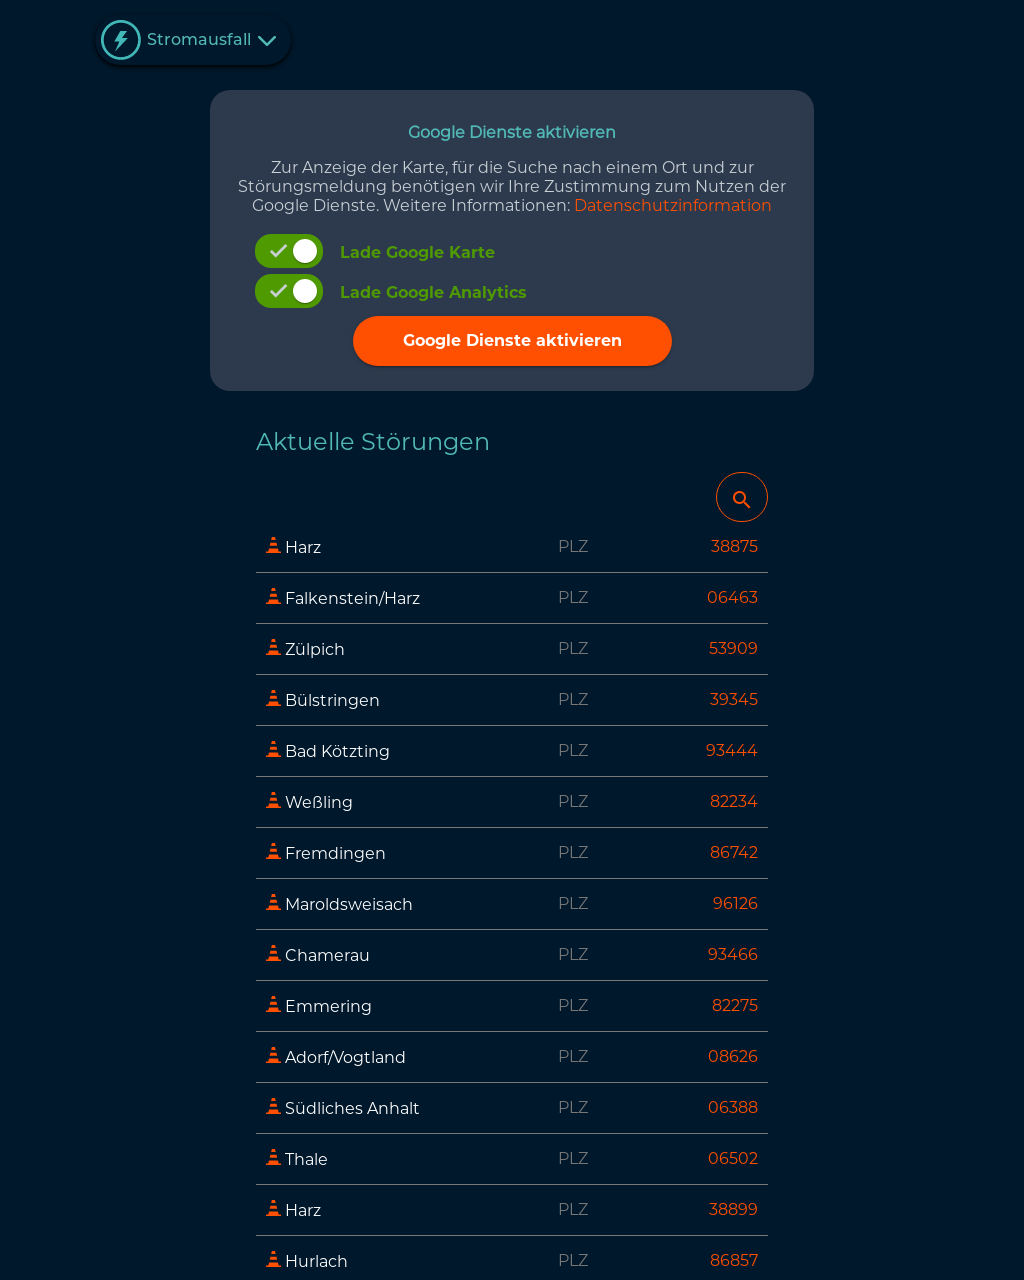 Stromausfall
Google Dienste aktivieren
Zur Anzeige der Karte, für die Suche nach einem Ort und zur
Störungsmeldung benötigen wir Ihre Zustimmung zum Nutzen der
Google Dienste. Weitere Informationen: Datenschutzinformation
Lade Google Karte
Lade Google Analytics
Google Dienste aktivieren
Aktuelle Störungen
Harz PLZ 38875
Falkenstein/Harz PLZ 06463
Zülpich PLZ 53909
Bülstringen PLZ 39345
Bad Kötzting PLZ 93444
Weßling PLZ 82234
Fremdingen PLZ 86742
Maroldsweisach PLZ 96126
Chamerau PLZ 93466
Emmering PLZ 82275
Adorf/Vogtland PLZ 08626
Südliches Anhalt PLZ 06388
Thale PLZ 06502
Harz PLZ 38899
Hurlach PLZ 86857